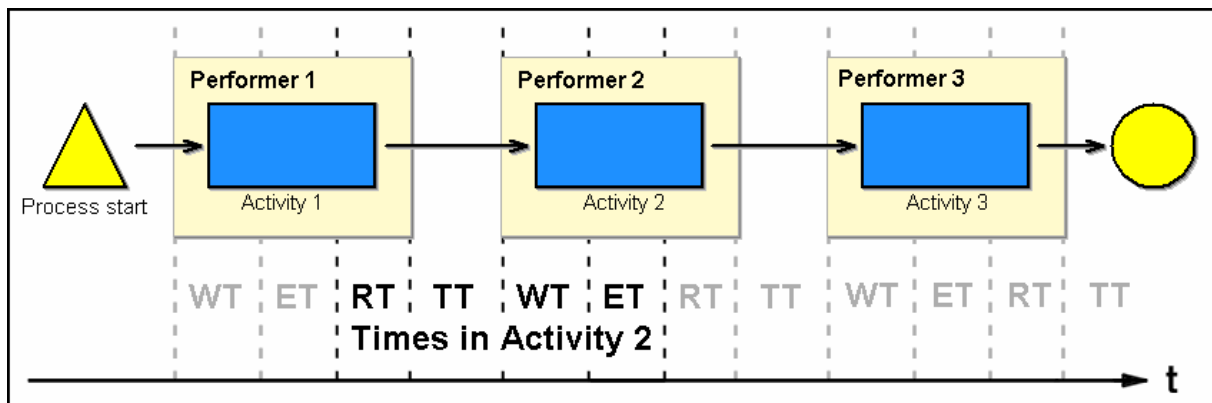 Performer 1 Performer 2 Performer 3
Process start Activity 1 Activity 2 Activity 3
WT ET RT TT WT ET RT TT WT ET RT TT
Times in Activity 2
t